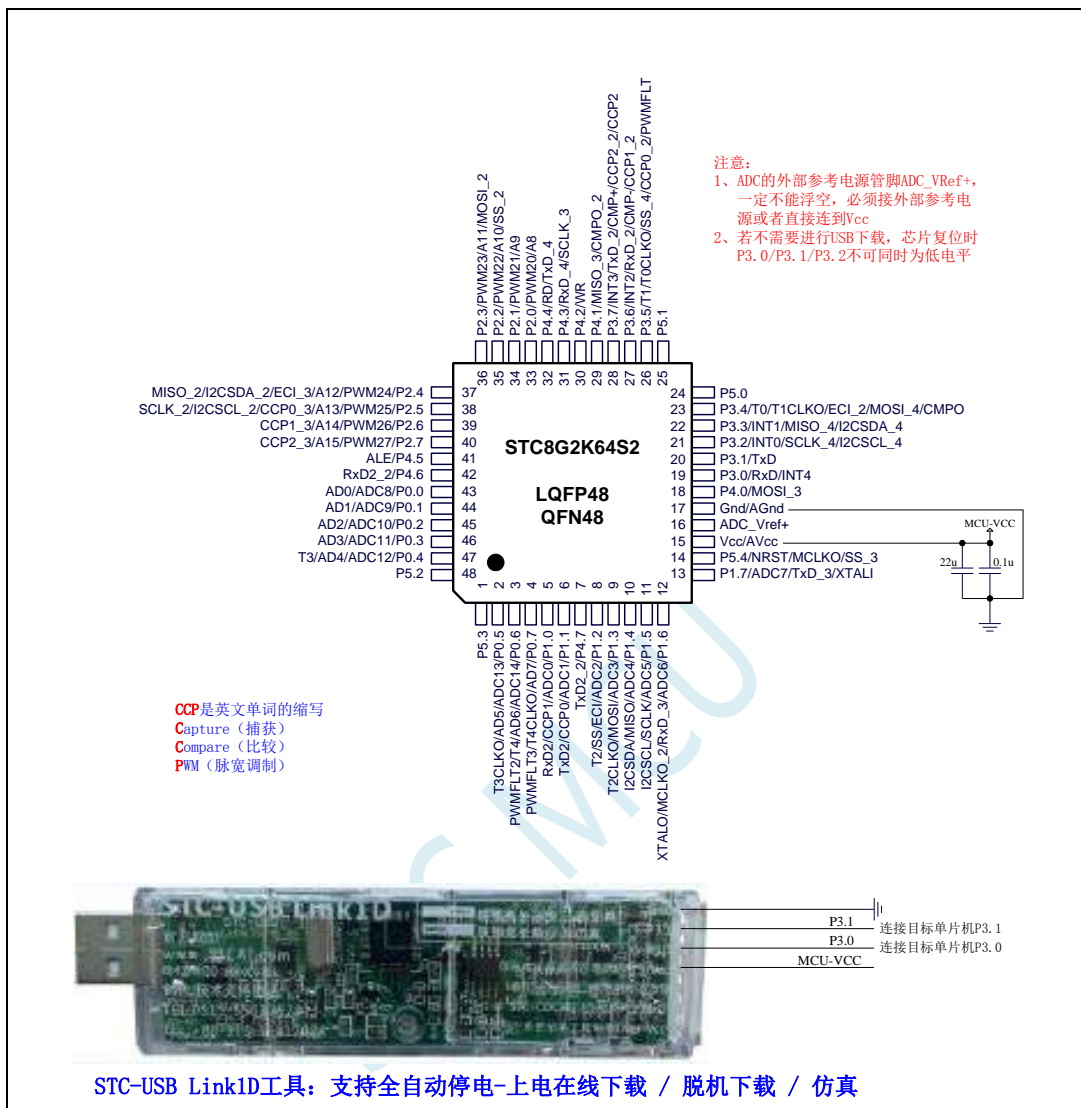 注意:
1、ADC的外部参考电源管脚ADC_VRef+,
一定不能浮空，必须接外部参考电
源或者直接连到Vcc
2、若不需要进行USB下载，芯片复位时
P3.0/P3.1/P3.2不可同时为低电平
P2.3/PWM23/A11/MOSI_2
P2.2/PWM22/A10/SS_2
P2.1/PWM21/A9
P2.0/PWM20/A8
P4.4/RD/TxD_4
P4.3/RxD_4/SCLK_3
P4.2/WR
P4.1/MISO_3/CMPO_2
P3.7/INT3/TxD_2/CMP+/CCP2_2/CCP2
P3.6/INT2/RxD_2/CMP-/CCP1_2
P3.5/T1/T0CLKO/SS_4/CCP0_2/PWMFLT
P5.1
36
35
34
33
32
31
30
29
28
27
26
25
MISO_2/I2CSDA_2/ECI_3/A12/PWM24/P2.4 37
SCLK_2/I2CSCL_2/CCP0_3/A13/PWM25/P2.5 38
CCP1_3/A14/PWM26/P2.6 39
CCP2_3/A15/PWM27/P2.7 40
ALE/P4.5 41
RxD2_2/P4.6 42
AD0/ADC8/P0.0 43
AD1/ADC9/P0.1 44
AD2/ADC10/P0.2 45
AD3/ADC11/P0.3 46
T3/AD4/ADC12/P0.4 47
P5.2 48
STC8G2K64S2
LQFP48
QFN48
24 P5.0
23 P3.4/T0/T1CLKO/ECI_2/MOSI_4/CMPO
22 P3.3/INT1/MISO_4/I2CSDA_4
21 P3.2/INT0/SCLK_4/I2CSCL_4
20 P3.1/TxD
19 P3.0/RxD/INT4
18 P4.0/MOSI_3
17 Gnd/AGnd
16 ADC_Vref+
15 Vcc/AVcc
14 P5.4/NRST/MCLKO/SS_3
13 P1.7/ADC7/TxD_3/XTALI
MCU-VCC
22u
0.1u
1
2
3
4
5
6
7
8
9
10
11
12
P5.3
T3CLKO/AD5/ADC13/P0.5
PWMFLT2/T4/AD6/ADC14/P0.6
PWMFLT3/T4CLKO/AD7/P0.7
RxD2/CCP1/ADC0/P1.0
TxD2/CCP0/ADC1/P1.1
TxD2_2/P4.7
T2/SS/ECI/ADC2/P1.2
T2CLKO/MOSI/ADC3/P1.3
I2CSDA/MISO/ADC4/P1.4
I2CSCL/SCLK/ADC5/P1.5
XTALO/MCLKO_2/RxD_3/ADC6/P1.6
CCP是英文单词的缩写
Capture（捕获）
Compare（比较）
PWM（脉宽调制）
MCU
STC-USB Link1D
P3.1 连接目标单片机P3.1
P3.0 连接目标单片机P3.0
MCU-VCC
STC-USB Link1D工具: 支持全自动停电-上电在线下载 / 脱机下载 / 仿真